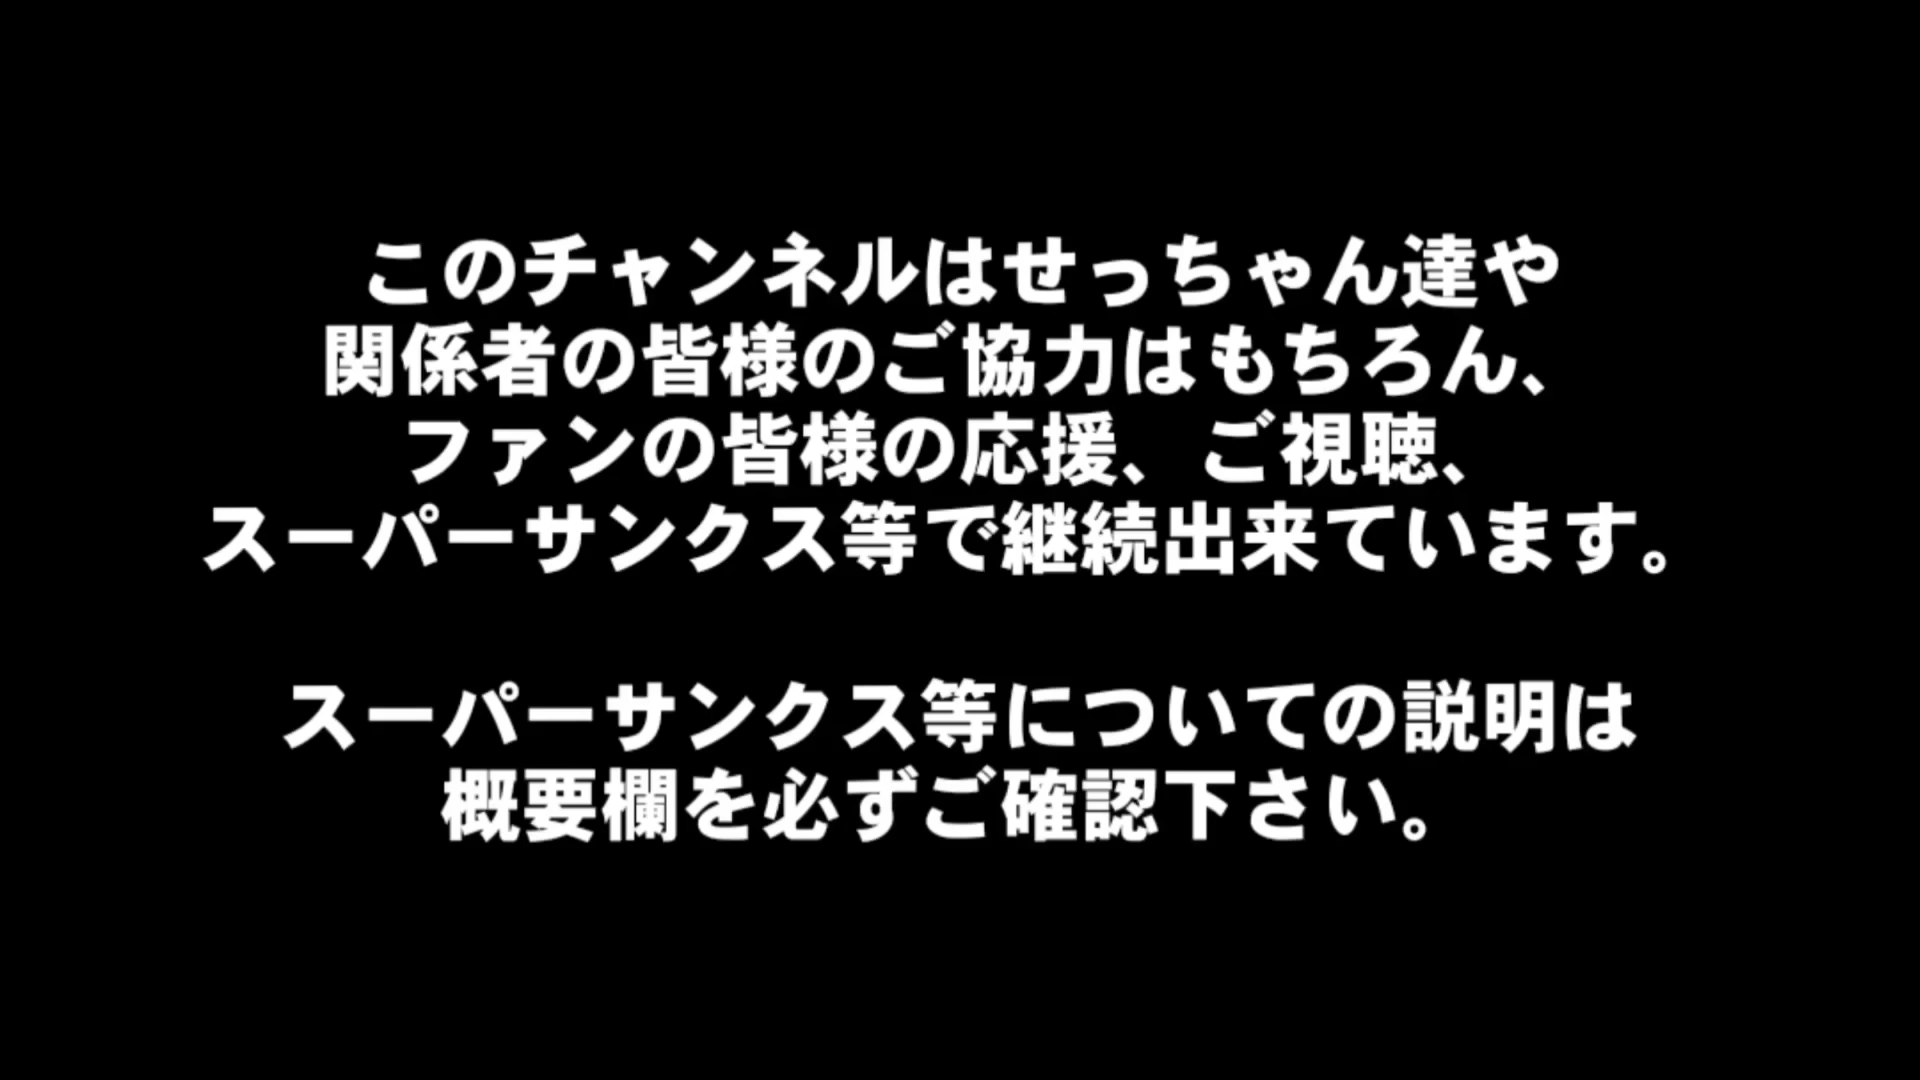 このチャンネルはせっちゃん達や
関係者の皆様のご協力はもちろん、
ファンの皆様の応援、ご視聴、
スーパーサンクス等で継続出来ています。
スーパーサンクス等についての説明は
概要欄を必ずご確認下さい。